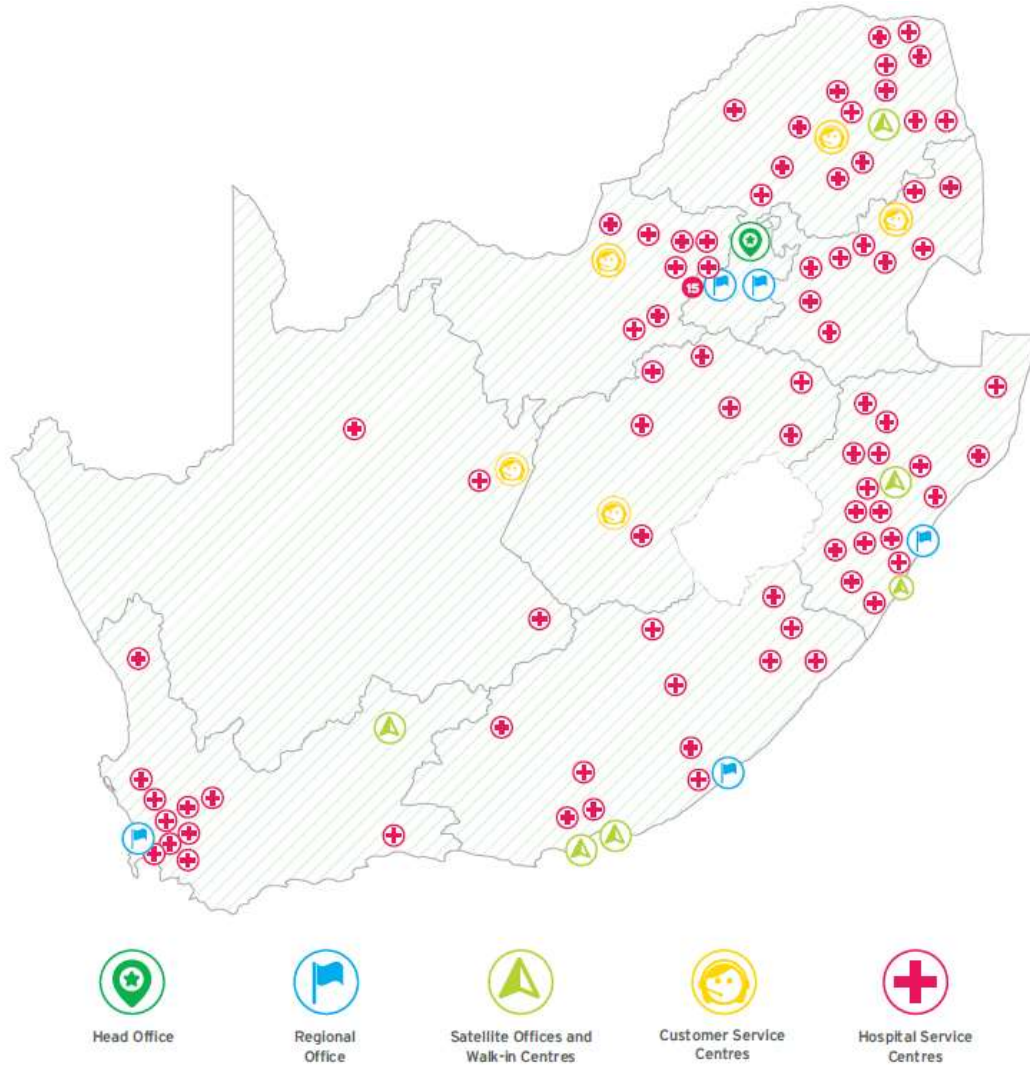 15
Head Office
Regional
Office
Satellite Offices and
Walk-in Centres
Customer Service
Centres
Hospital Service
Centres